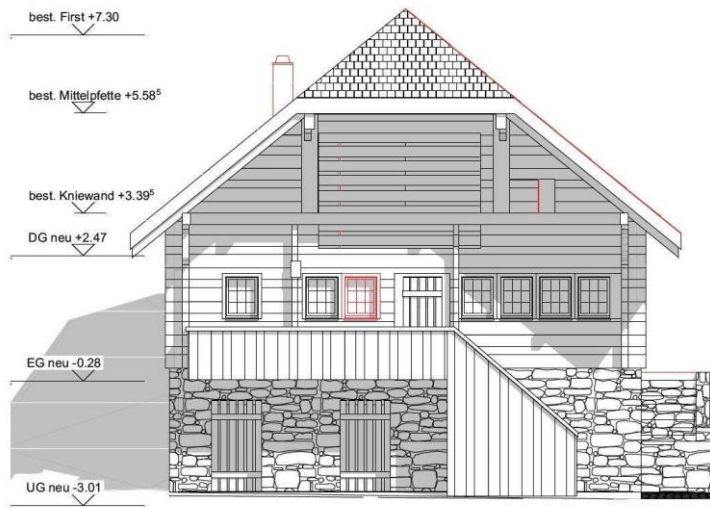 best. First +7.30
best. Mittelpfette +5.58⁵
best. Kniewand +3.39⁵
DG neu +2.47
EG neu -0.28
UG neu -3.01